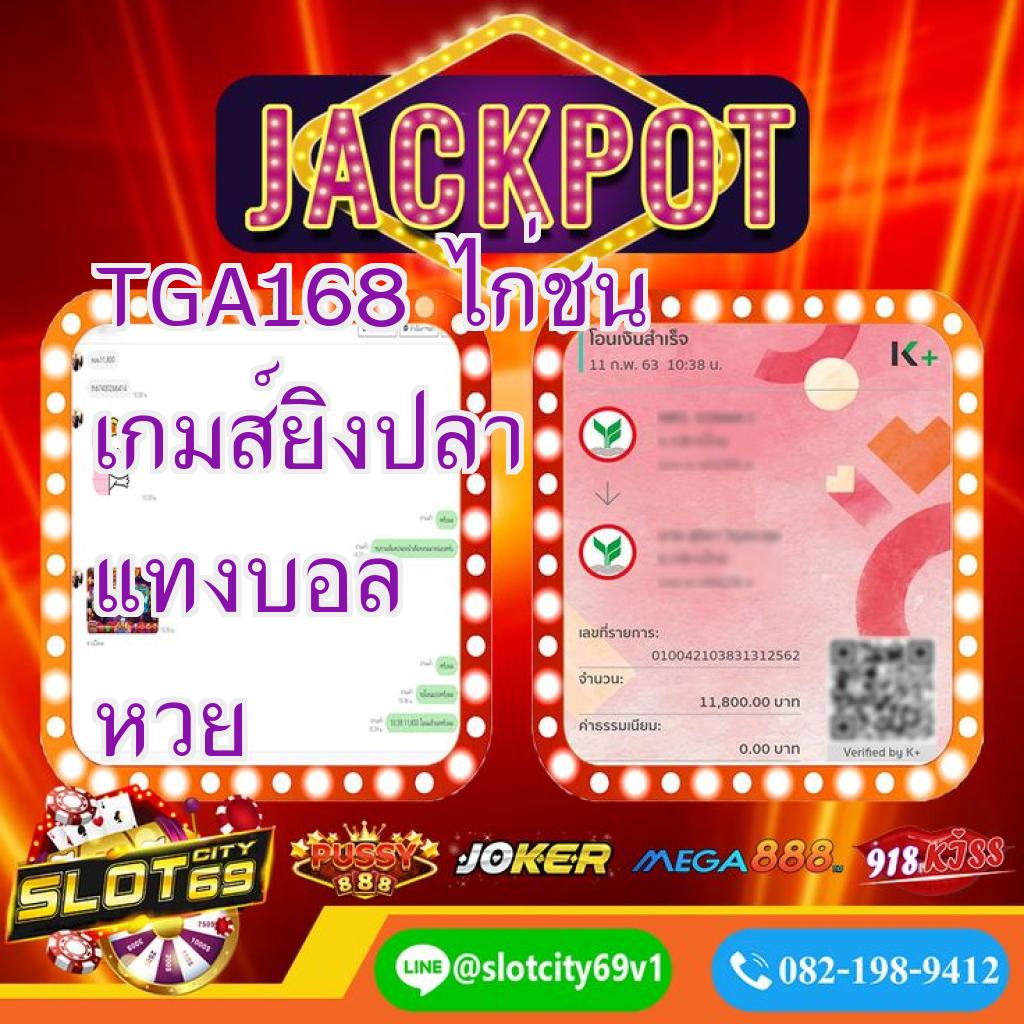 JACKPOT
TGA168 ไก่ชน
เกมส์ยิงปลา
แทงบอล
หวย
โอนเงินสำเร็จ
11 ก.พ. 63 10:38 น.
K+
เลขที่รายการ:
010042103831312562
จำนวน:
11,800.00 บาท
ค่าธรรมเนียม:
0.00 บาท
Verified by K+
SLOT CITY 69
PUSSY 888
JOKER
MEGA888
918KISS
LINE @slotcity69v1
082-198-9412